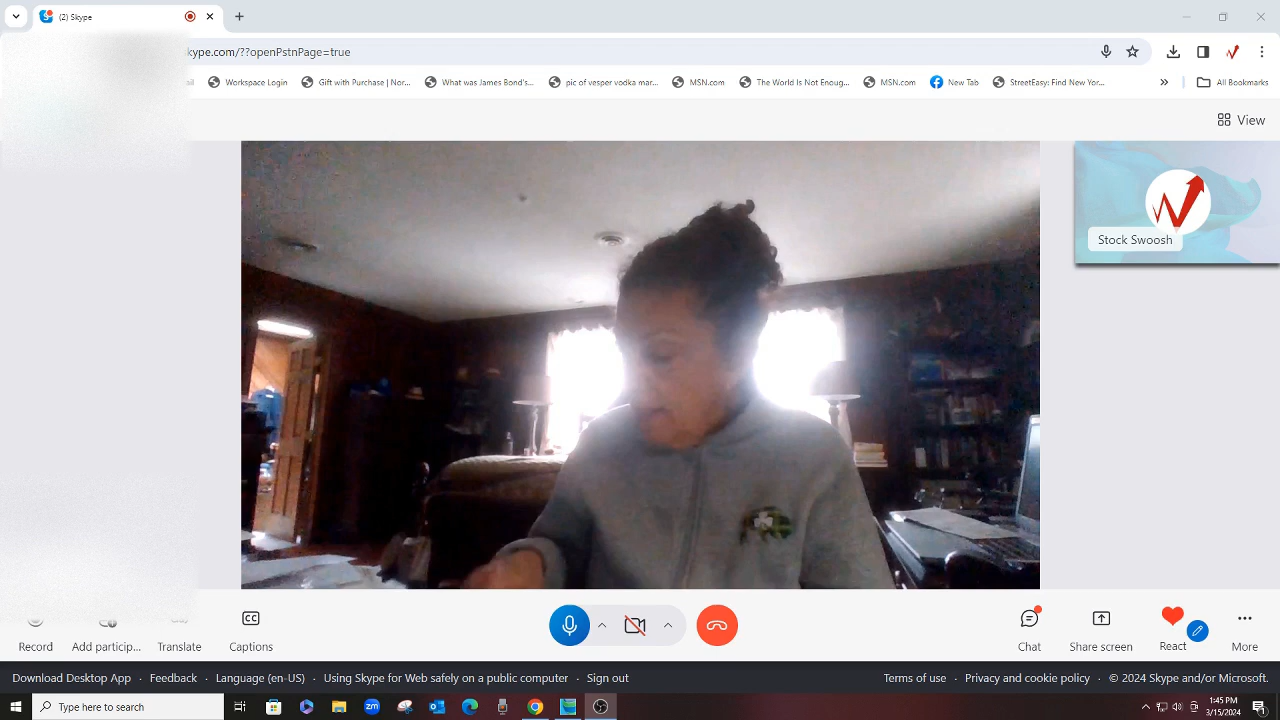 (2) Skype
kype.com/??openPstnPage=true
ail Workspace Login Gift with Purchase | Nor... What was James Bond's... pic of vesper vodka mar... MSN.com The World Is Not Enoug... MSN.com New Tab StreetEasy: Find New Yor... » All Bookmarks
View
Stock Swoosh
CC
Record Add particip... Translate Captions Chat Share screen React More
Download Desktop App · Feedback · Language (en-US) · Using Skype for Web safely on a public computer · Sign out Terms of use · Privacy and cookie policy · © 2024 Skype and/or Microsoft.
Type here to search zm 1:45 PM
3/15/2024